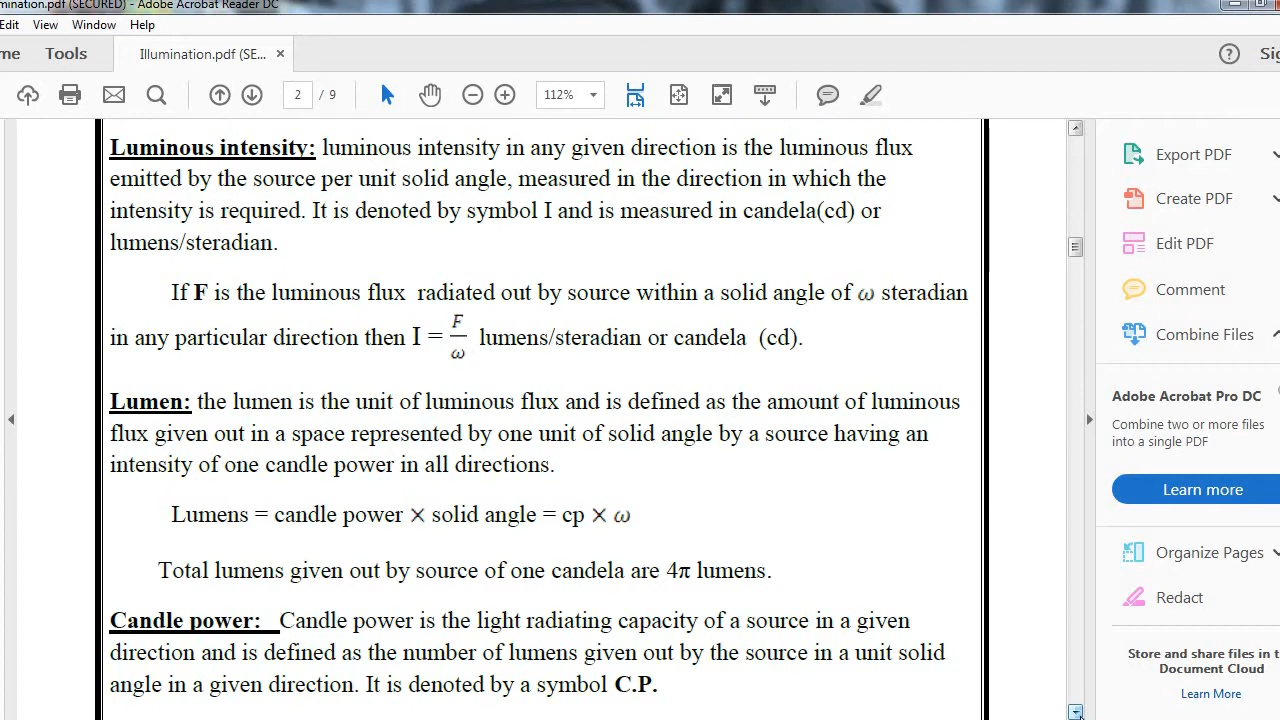 mination.pdf (SECURED) - Adobe Acrobat Reader DC
Edit View Window Help
me Tools Illumination.pdf (SE... × ? Sig
2 / 9 112%
Luminous intensity: luminous intensity in any given direction is the luminous flux
emitted by the source per unit solid angle, measured in the direction in which the
intensity is required. It is denoted by symbol I and is measured in candela(cd) or
lumens/steradian.
If F is the luminous flux radiated out by source within a solid angle of ω steradian
in any particular direction then I = F/ω lumens/steradian or candela (cd).
Lumen: the lumen is the unit of luminous flux and is defined as the amount of luminous
flux given out in a space represented by one unit of solid angle by a source having an
intensity of one candle power in all directions.
Lumens = candle power × solid angle = cp × ω
Total lumens given out by source of one candela are 4π lumens.
Candle power: Candle power is the light radiating capacity of a source in a given
direction and is defined as the number of lumens given out by the source in a unit solid
angle in a given direction. It is denoted by a symbol C.P.
Export PDF
Create PDF
Edit PDF
Comment
Combine Files
Adobe Acrobat Pro DC
Combine two or more files
into a single PDF
Learn more
Organize Pages
Redact
Store and share files in t
Document Cloud
Learn More